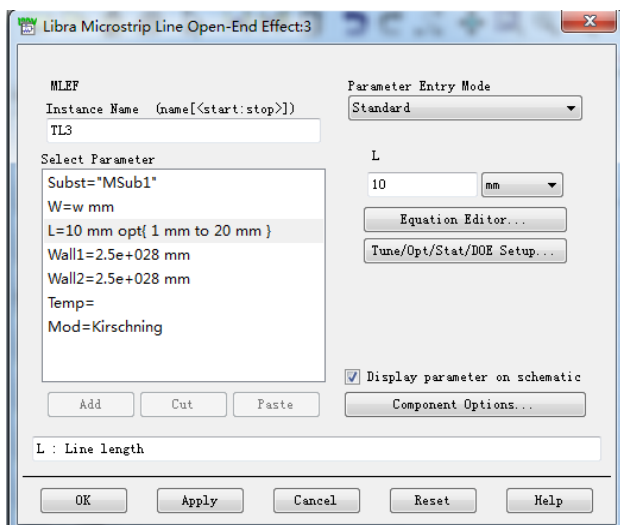 Libra Microstrip Line Open-End Effect:3
MLEF
Instance Name (name[<start:stop>])
TL3
Select Parameter
Subst="MSub1"
W=w mm
L=10 mm opt{ 1 mm to 20 mm }
Wall1=2.5e+028 mm
Wall2=2.5e+028 mm
Temp=
Mod=Kirschning
Add Cut Paste
Parameter Entry Mode
Standard
L
10 mm
Equation Editor...
Tune/Opt/Stat/DOE Setup...
Display parameter on schematic
Component Options...
L : Line length
OK Apply Cancel Reset Help